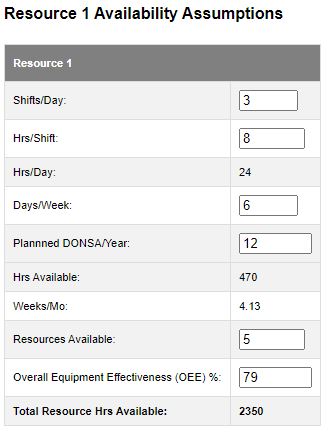 Resource 1 Availability Assumptions
Resource 1
Shifts/Day: 3
Hrs/Shift: 8
Hrs/Day: 24
Days/Week: 6
Plannned DONSA/Year: 12
Hrs Available: 470
Weeks/Mo: 4.13
Resources Available: 5
Overall Equipment Effectiveness (OEE) %: 79
Total Resource Hrs Available: 2350